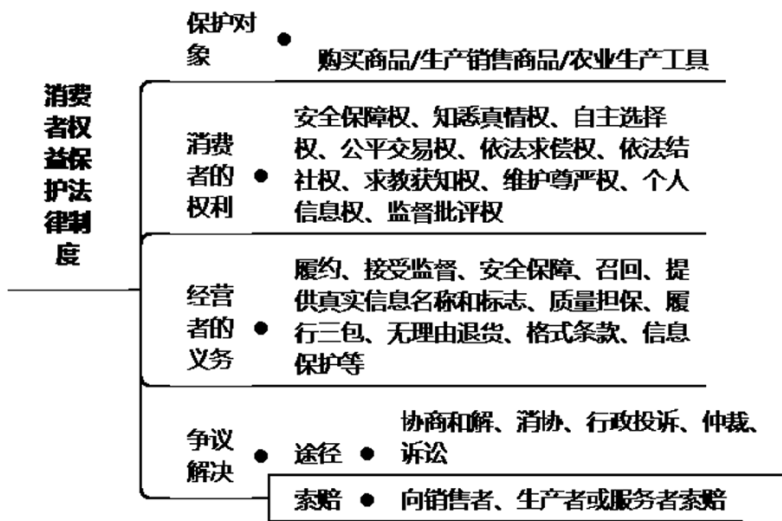 消费
者权
益保
护法
律制
度
保护对
象
购买商品/生产销售商品/农业生产工具
消费
者的
权利
安全保障权、知悉真情权、自主选择
权、公平交易权、依法求偿权、依法结
社权、求教获知权、维护尊严权、个人
信息权、监督批评权
经营
者的
义务
履约、接受监督、安全保障、召回、提
供真实信息名称和标志、质量担保、履
行三包、无理由退货、格式条款、信息
保护等
争议
解决
途径
协商和解、消协、行政投诉、仲裁、
诉讼
索赔
向销售者、生产者或服务者索赔